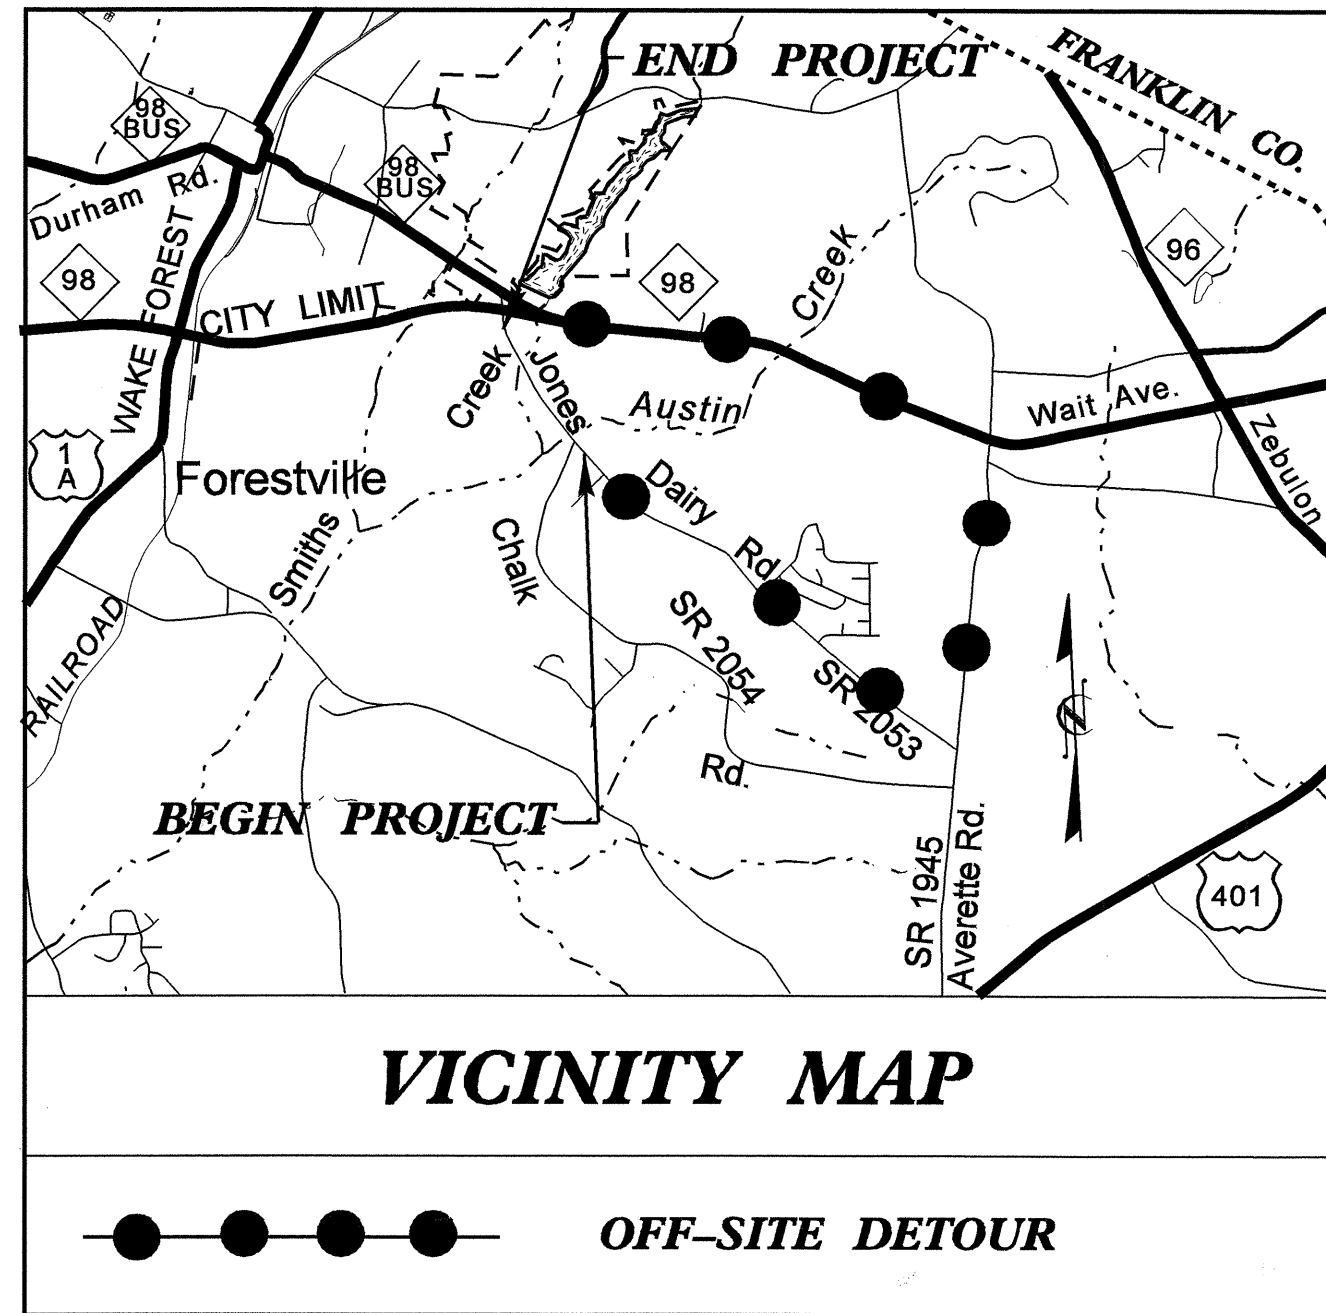 END PROJECT
FRANKLIN CO.
98
BUS
98
BUS
Durham Rd.
98
WAKE FOREST
CITY LIMIT
98
Creek
96
Creek
Jones
Austin
Wait Ave.
Zebulon
1
A
Forestville
Dairy
Rd.
Smiths
Chalk
SR 2054
SR 2053
RAILROAD
N
Rd.
BEGIN PROJECT
SR 1945
Averette Rd.
401
VICINITY MAP
OFF-SITE DETOUR